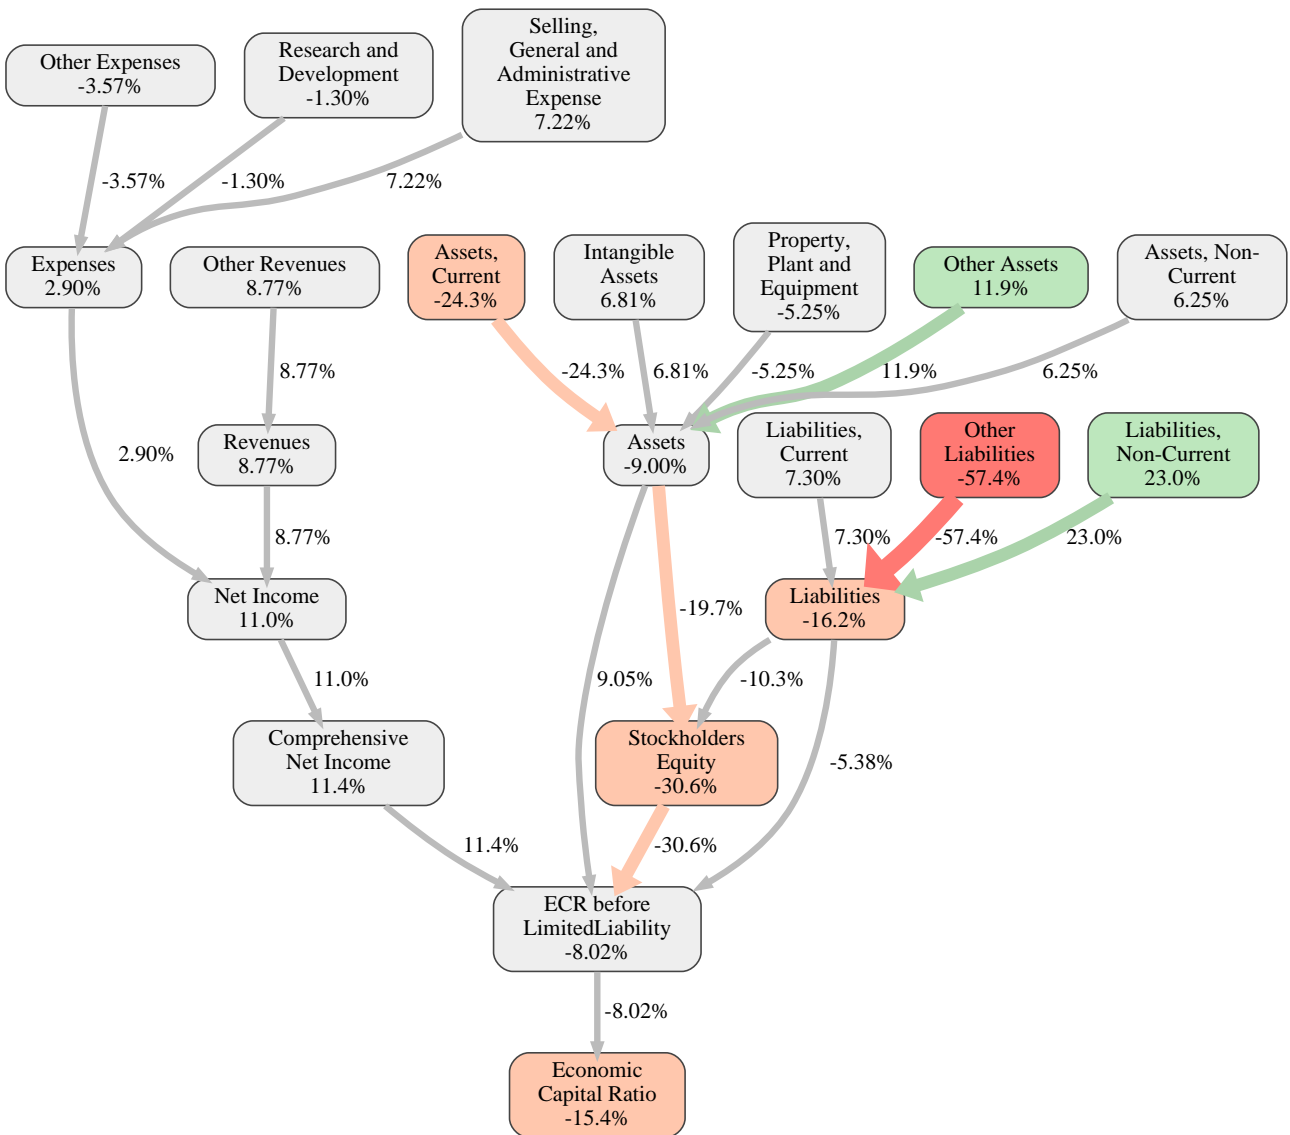 Other Expenses
-3.57%
Research and
Development
-1.30%
Selling,
General and
Administrative
Expense
7.22%
-3.57%
-1.30%
7.22%
Expenses
2.90%
Other Revenues
8.77%
Assets,
Current
-24.3%
Intangible
Assets
6.81%
Property,
Plant and
Equipment
-5.25%
Other Assets
11.9%
Assets, Non-
Current
6.25%
8.77%
-24.3%
6.81%
-5.25%
11.9%
6.25%
2.90%
Revenues
8.77%
Assets
-9.00%
Liabilities,
Current
7.30%
Other
Liabilities
-57.4%
Liabilities,
Non-Current
23.0%
8.77%
7.30%
-57.4%
23.0%
Net Income
11.0%
-19.7%
Liabilities
-16.2%
11.0%
9.05%
-10.3%
Comprehensive
Net Income
11.4%
Stockholders
Equity
-30.6%
-5.38%
11.4%
-30.6%
ECR before
LimitedLiability
-8.02%
-8.02%
Economic
Capital Ratio
-15.4%